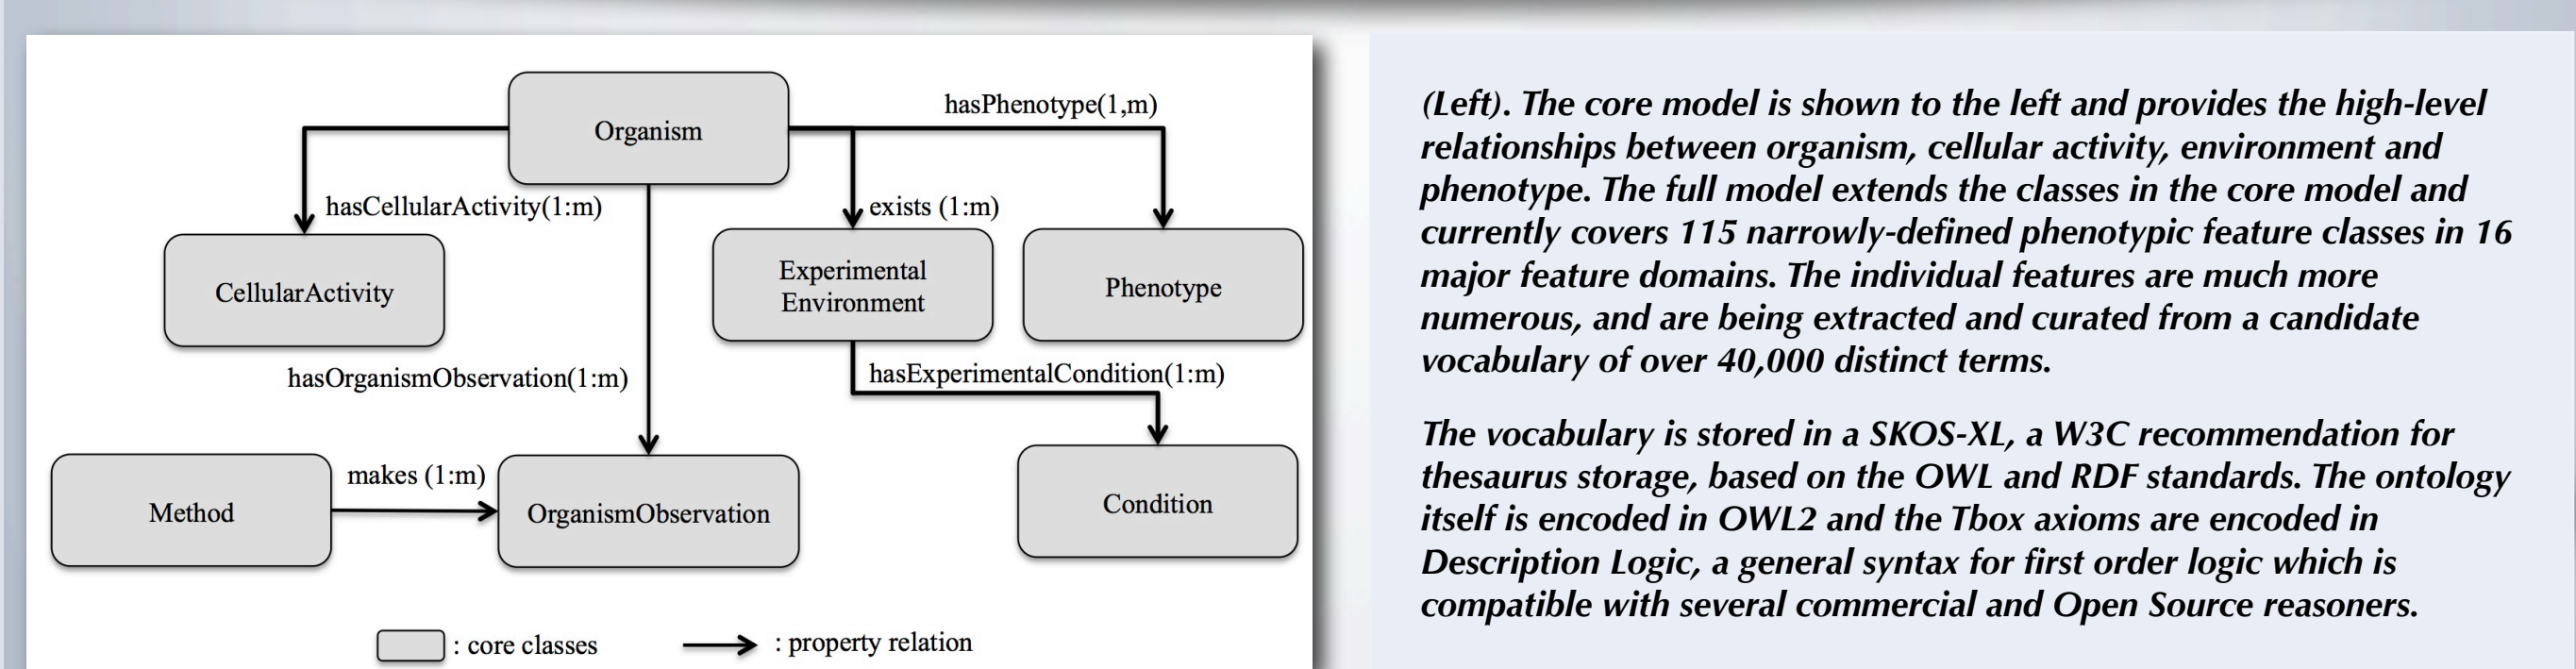 Organism
hasPhenotype(1,m)
hasCellularActivity(1:m)
exists (1:m)
CellularActivity
Experimental
Environment
Phenotype
hasOrganismObservation(1:m)
hasExperimentalCondition(1:m)
Method
makes (1:m)
OrganismObservation
Condition
: core classes
: property relation
(Left). The core model is shown to the left and provides the high-level
relationships between organism, cellular activity, environment and
phenotype. The full model extends the classes in the core model and
currently covers 115 narrowly-defined phenotypic feature classes in 16
major feature domains. The individual features are much more
numerous, and are being extracted and curated from a candidate
vocabulary of over 40,000 distinct terms.
The vocabulary is stored in a SKOS-XL, a W3C recommendation for
thesaurus storage, based on the OWL and RDF standards. The ontology
itself is encoded in OWL2 and the Tbox axioms are encoded in
Description Logic, a general syntax for first order logic which is
compatible with several commercial and Open Source reasoners.